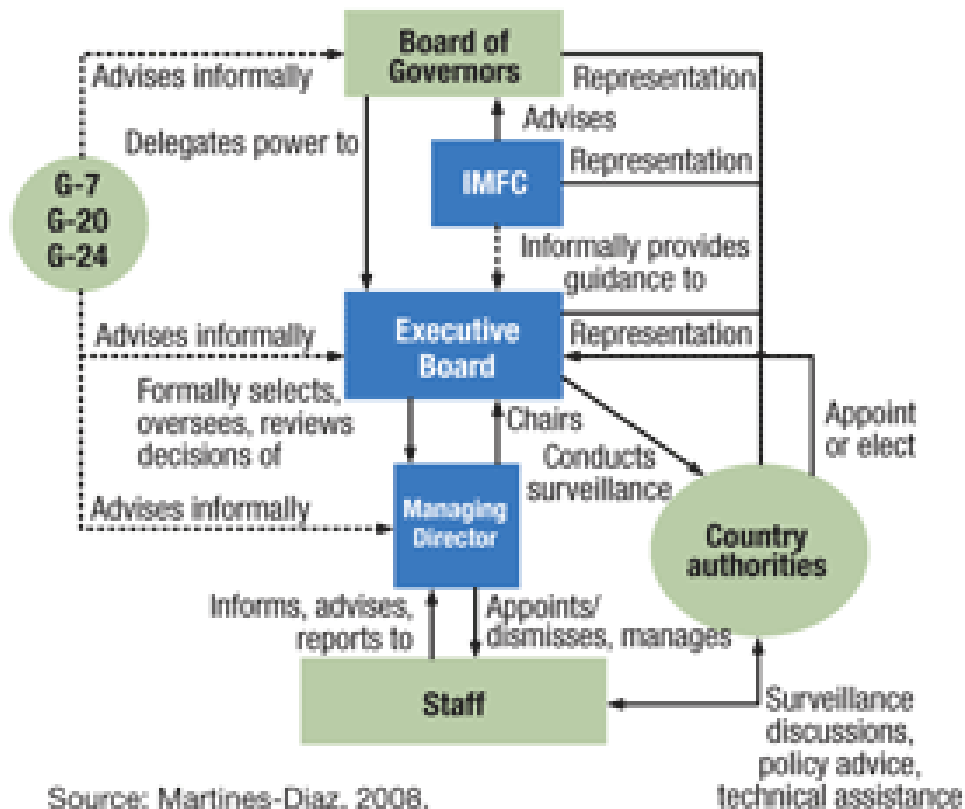 Board of
Governors
Advises informally
Representation
Advises
Delegates power to
IMFC
Representation
G-7
G-20
G-24
Informally provides
guidance to
Advises informally
Executive
Board
Representation
Formally selects,
oversees, reviews
decisions of
Chairs
Appoint
or elect
Conducts
surveillance
Advises informally
Managing
Director
Country
authorities
Informs, advises,
reports to
Appoints/
dismisses, manages
Staff
Surveillance
discussions,
policy advice,
technical assistance
Source: Martines-Diaz, 2008.